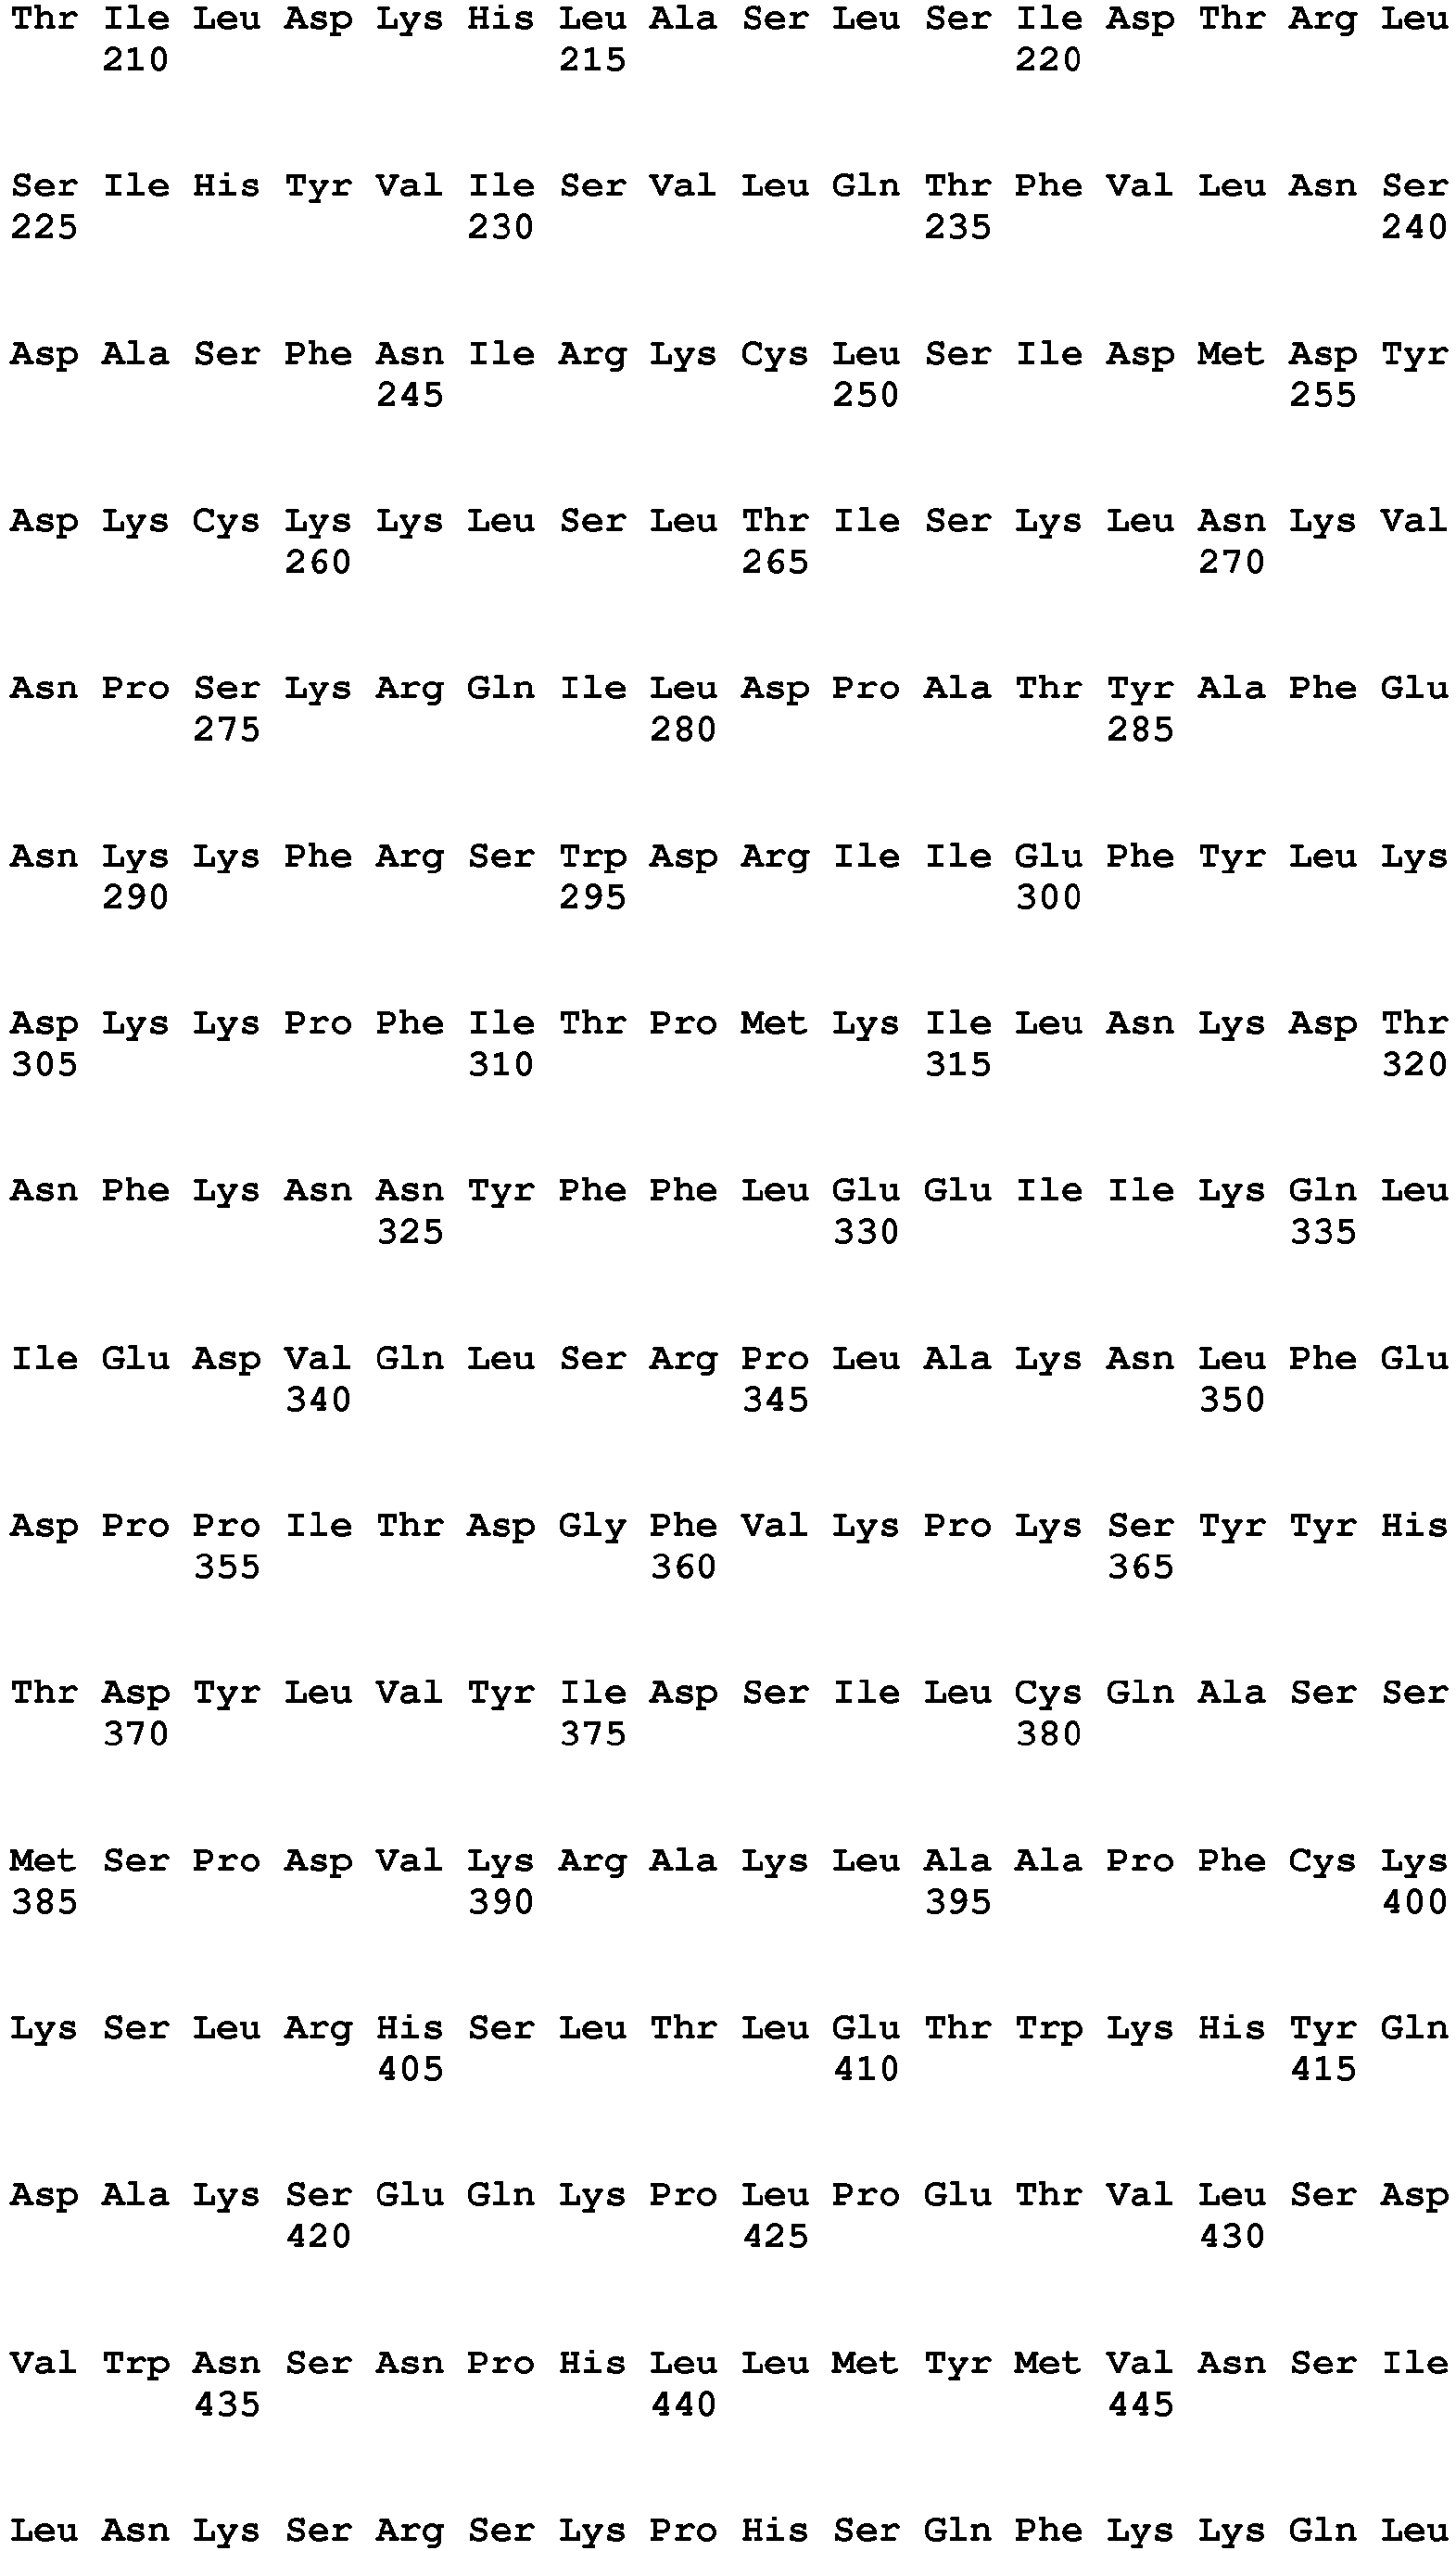 Thr Ile Leu Asp Lys His Leu Ala Ser Leu Ser Ile Asp Thr Arg Leu
210 215 220
Ser Ile His Tyr Val Ile Ser Val Leu Gln Thr Phe Val Leu Asn Ser
225 230 235 240
Asp Ala Ser Phe Asn Ile Arg Lys Cys Leu Ser Ile Asp Met Asp Tyr
245 250 255
Asp Lys Cys Lys Lys Leu Ser Leu Thr Ile Ser Lys Leu Asn Lys Val
260 265 270
Asn Pro Ser Lys Arg Gln Ile Leu Asp Pro Ala Thr Tyr Ala Phe Glu
275 280 285
Asn Lys Lys Phe Arg Ser Trp Asp Arg Ile Ile Glu Phe Tyr Leu Lys
290 295 300
Asp Lys Lys Pro Phe Ile Thr Pro Met Lys Ile Leu Asn Lys Asp Thr
305 310 315 320
Asn Phe Lys Asn Asn Tyr Phe Phe Leu Glu Glu Ile Ile Lys Gln Leu
325 330 335
Ile Glu Asp Val Gln Leu Ser Arg Pro Leu Ala Lys Asn Leu Phe Glu
340 345 350
Asp Pro Pro Ile Thr Asp Gly Phe Val Lys Pro Lys Ser Tyr Tyr His
355 360 365
Thr Asp Tyr Leu Val Tyr Ile Asp Ser Ile Leu Cys Gln Ala Ser Ser
370 375 380
Met Ser Pro Asp Val Lys Arg Ala Lys Leu Ala Ala Pro Phe Cys Lys
385 390 395 400
Lys Ser Leu Arg His Ser Leu Thr Leu Glu Thr Trp Lys His Tyr Gln
405 410 415
Asp Ala Lys Ser Glu Gln Lys Pro Leu Pro Glu Thr Val Leu Ser Asp
420 425 430
Val Trp Asn Ser Asn Pro His Leu Leu Met Tyr Met Val Asn Ser Ile
435 440 445
Leu Asn Lys Ser Arg Ser Lys Pro His Ser Gln Phe Lys Lys Gln Leu